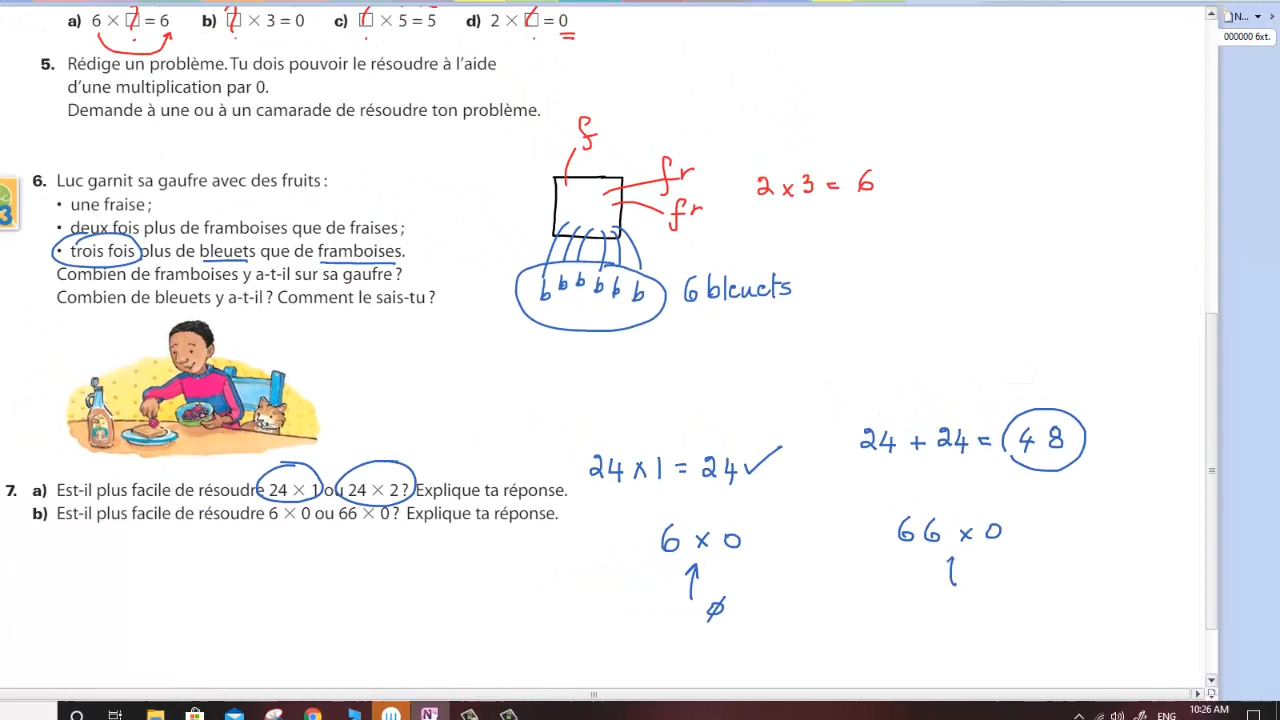 N...
000000 6xt.
a) 6 × □ = 6 b) □ × 3 = 0 c) □ × 5 = 5 d) 2 × □ = 0
5. Rédige un problème. Tu dois pouvoir le résoudre à l'aide
d'une multiplication par 0.
Demande à une ou à un camarade de résoudre ton problème.
f
fr
fr
2 × 3 = 6
3
6. Luc garnit sa gaufre avec des fruits :
• une fraise ;
• deux fois plus de framboises que de fraises ;
• trois fois plus de bleuets que de framboises.
Combien de framboises y a-t-il sur sa gaufre ?
Combien de bleuets y a-t-il ? Comment le sais-tu ?
b b b b b b
6 bleuets
24 × 1 = 24 ✓
24 + 24 = 48
7. a) Est-il plus facile de résoudre 24 × 1 ou 24 × 2 ? Explique ta réponse.
b) Est-il plus facile de résoudre 6 × 0 ou 66 × 0 ? Explique ta réponse.
6 × 0
66 × 0
ENG
10:26 AM